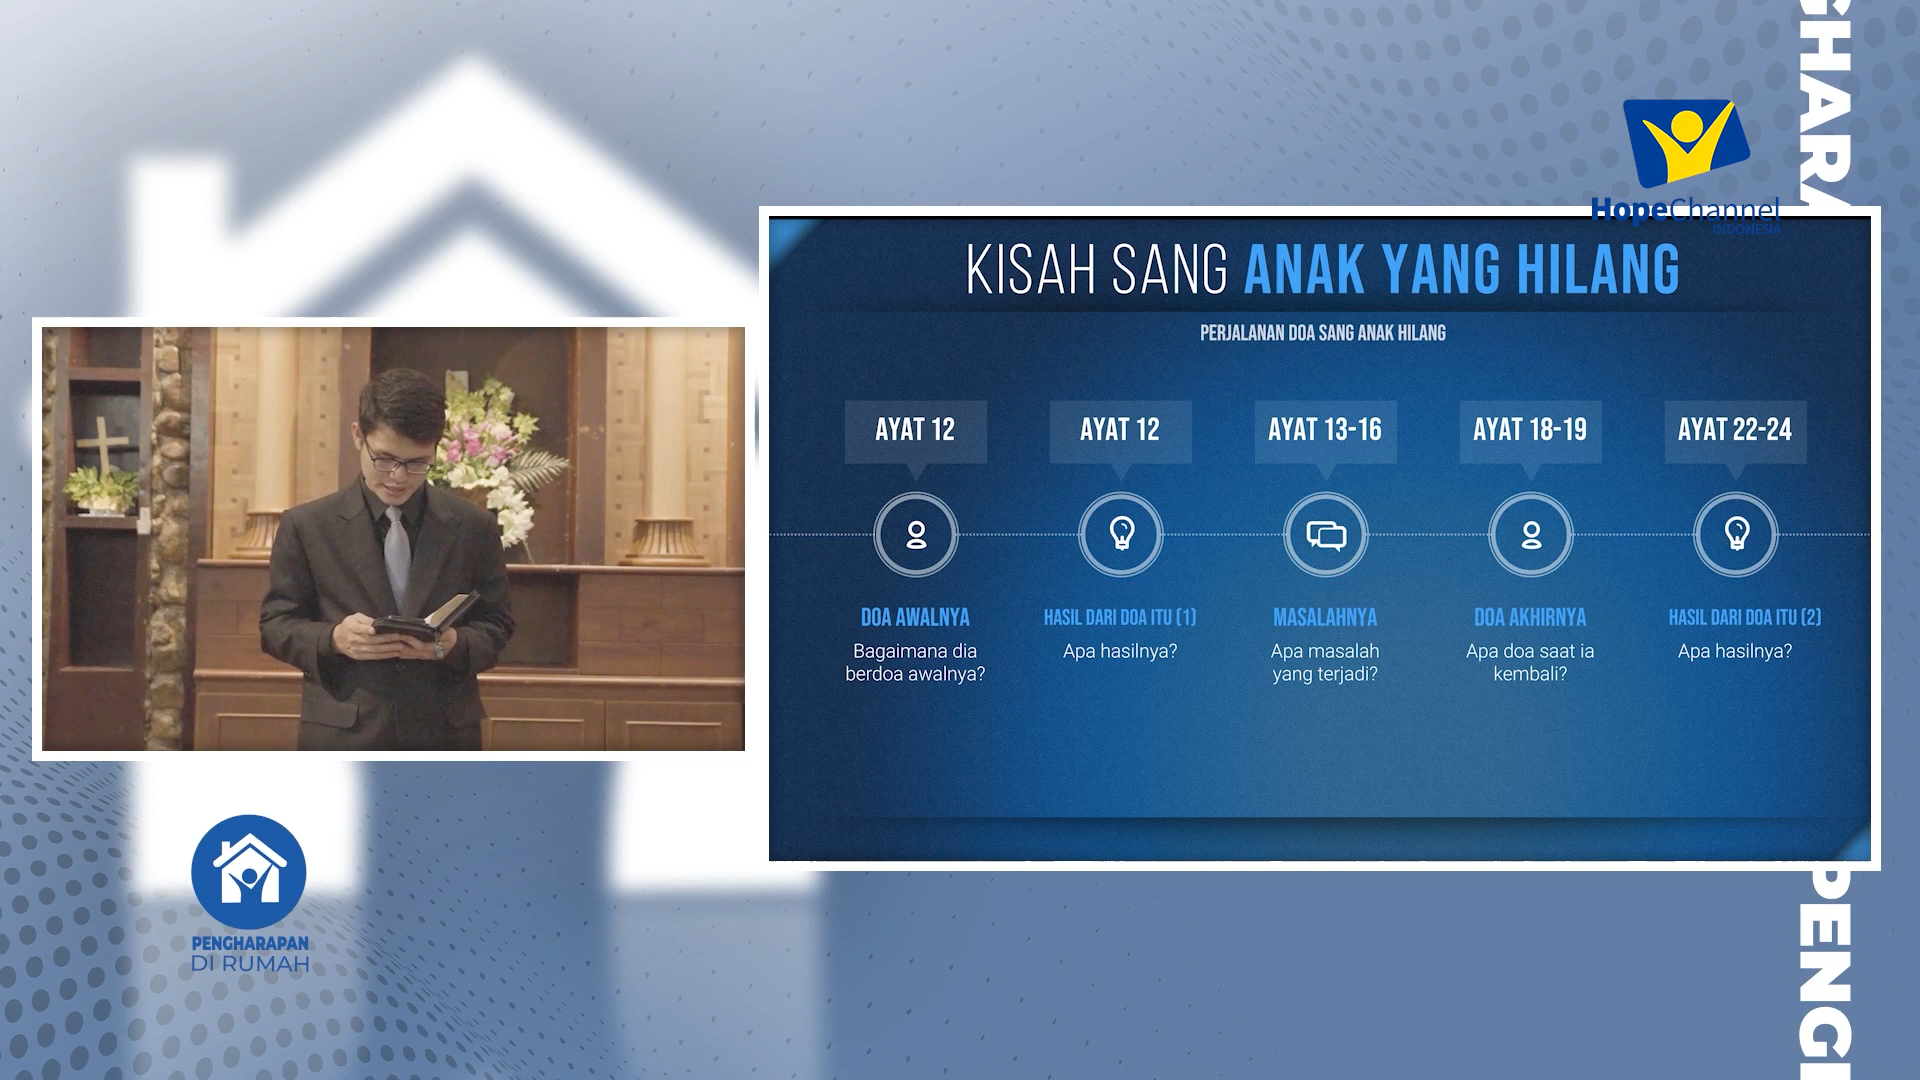 GHARA
HopeChannel
INDONESIA
KISAH SANG ANAK YANG HILANG
PERJALANAN DOA SANG ANAK HILANG
AYAT 12
AYAT 12
AYAT 13-16
AYAT 18-19
AYAT 22-24
DOA AWALNYA
Bagaimana dia
berdoa awalnya?
HASIL DARI DOA ITU (1)
Apa hasilnya?
MASALAHNYA
Apa masalah
yang terjadi?
DOA AKHIRNYA
Apa doa saat ia
kembali?
HASIL DARI DOA ITU (2)
Apa hasilnya?
PENGHARAPAN
DI RUMAH
PENG